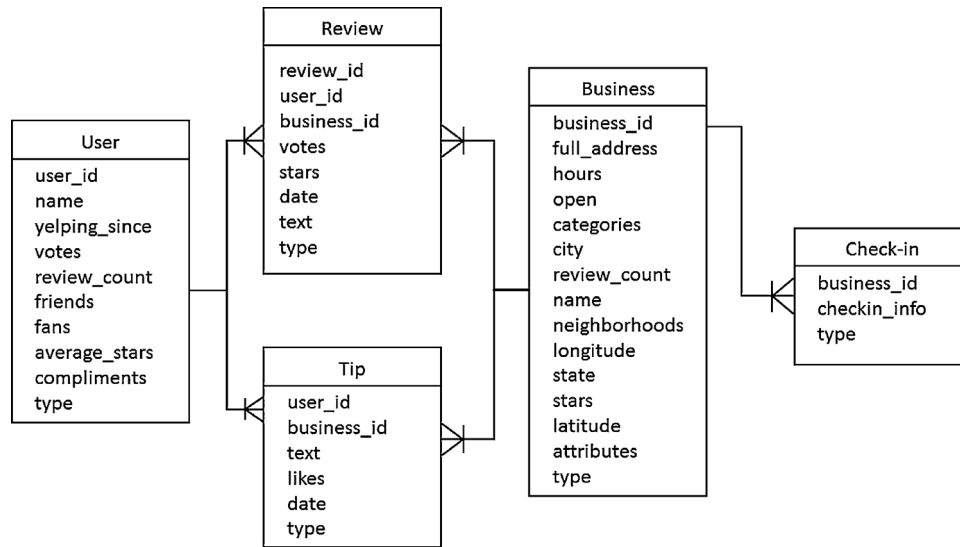 User
user_id
name
yelping_since
votes
review_count
friends
fans
average_stars
compliments
type
Review
review_id
user_id
business_id
votes
stars
date
text
type
Tip
user_id
business_id
text
likes
date
type
Business
business_id
full_address
hours
open
categories
city
review_count
name
neighborhoods
longitude
state
stars
latitude
attributes
type
Check-in
business_id
checkin_info
type